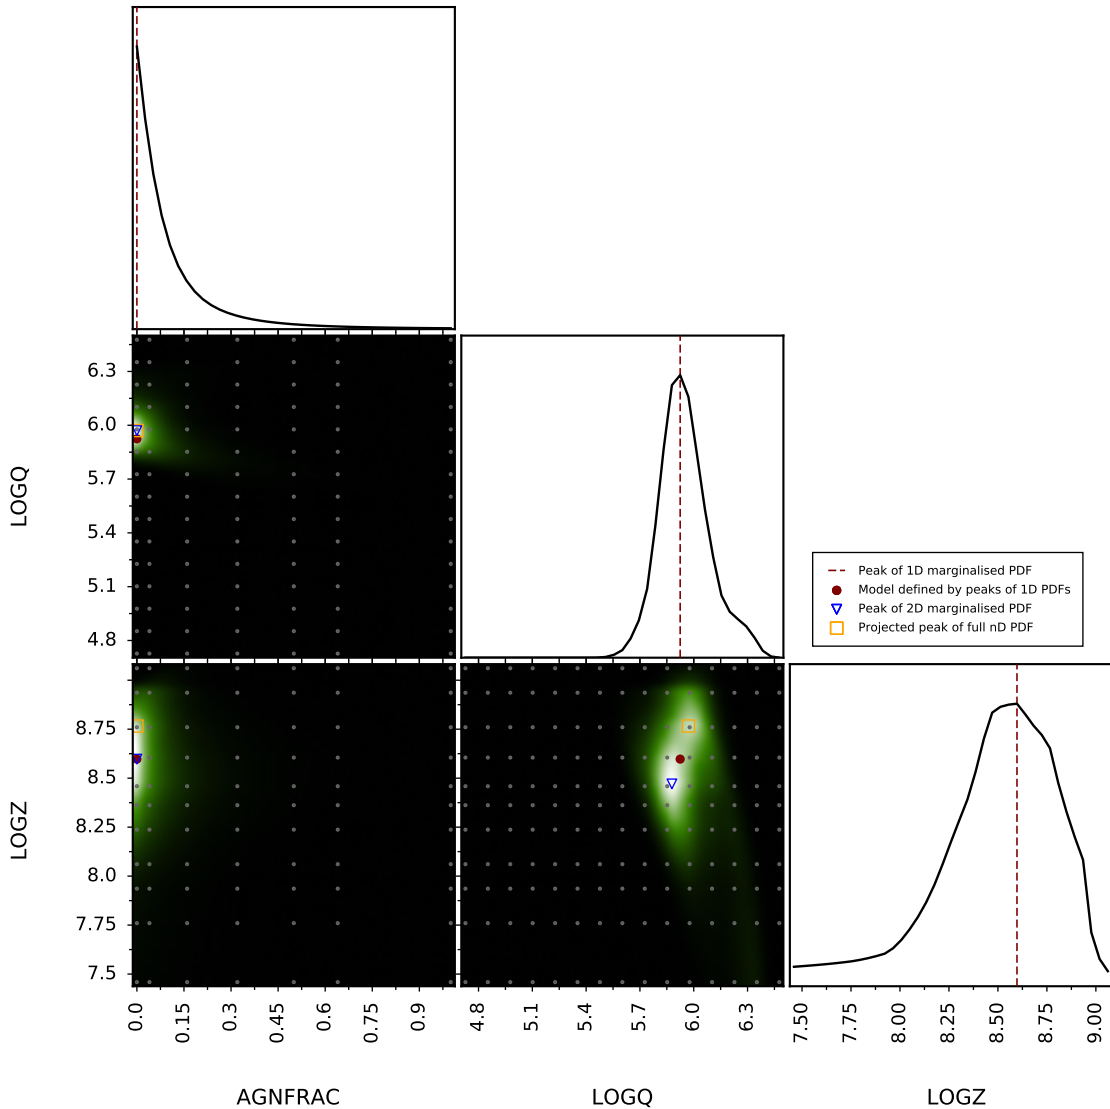 6.3
6.0
5.7
5.4
5.1
4.8
LOGQ
Peak of 1D marginalised PDF
Model defined by peaks of 1D PDFs
Peak of 2D marginalised PDF
Projected peak of full nD PDF
8.75
8.5
8.25
8.0
7.75
7.5
LOGZ
0.0 0.15 0.3 0.45 0.6 0.75 0.9
4.8 5.1 5.4 5.7 6.0 6.3
7.50 7.75 8.00 8.25 8.50 8.75 9.00
AGNFRAC LOGQ LOGZ